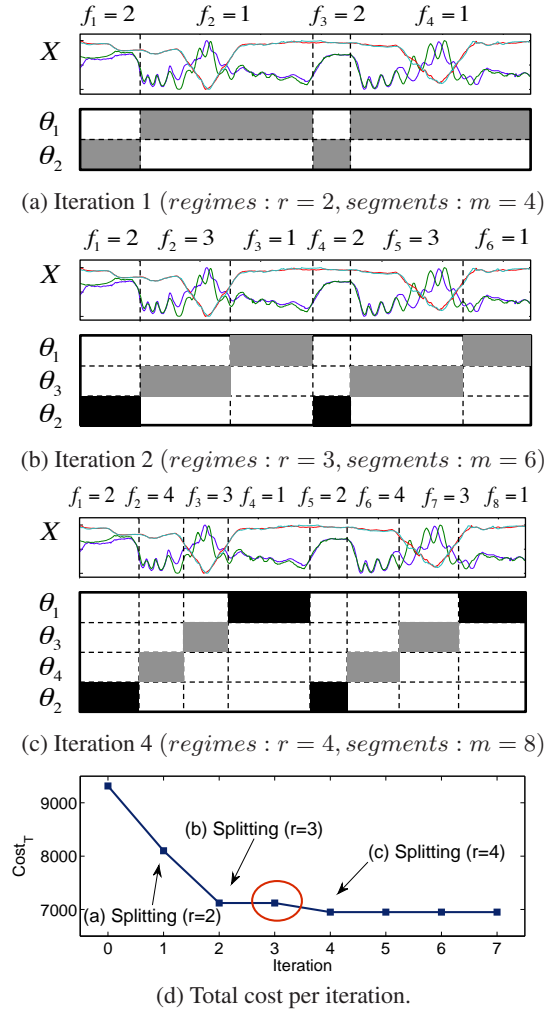 f₁ = 2 f₂ = 1 f₃ = 2 f₄ = 1
X
θ₁
θ₂
(a) Iteration 1 (regimes : r = 2, segments : m = 4)
f₁ = 2 f₂ = 3 f₃ = 1 f₄ = 2 f₅ = 3 f₆ = 1
X
θ₁
θ₃
θ₂
(b) Iteration 2 (regimes : r = 3, segments : m = 6)
f₁ = 2 f₂ = 4 f₃ = 3 f₄ = 1 f₅ = 2 f₆ = 4 f₇ = 3 f₈ = 1
X
θ₁
θ₃
θ₄
θ₂
(c) Iteration 4 (regimes : r = 4, segments : m = 8)
9000
8000
7000
Cost_T
(b) Splitting (r=3)
(c) Splitting (r=4)
(a) Splitting (r=2)
0 1 2 3 4 5 6 7
Iteration
(d) Total cost per iteration.